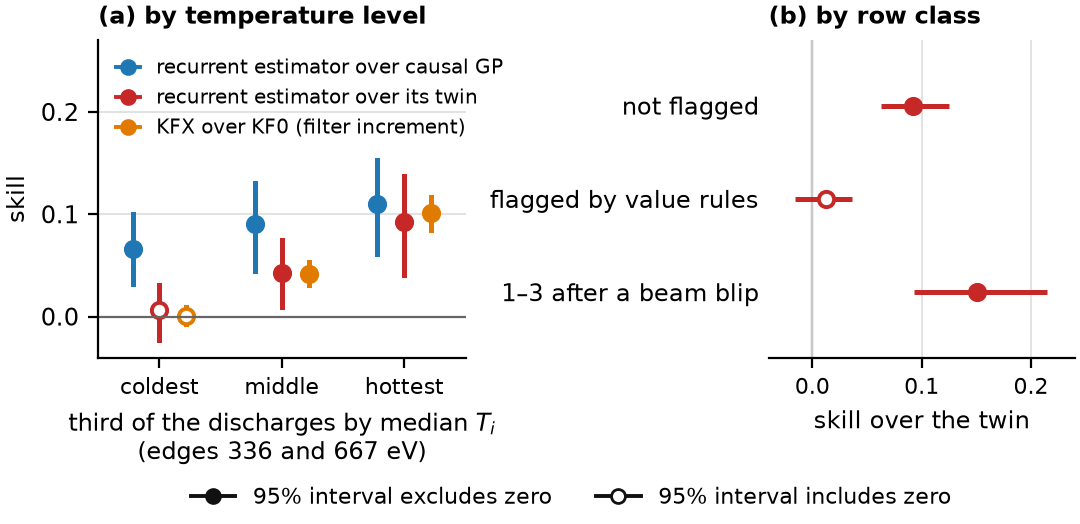 (a) by temperature level
recurrent estimator over causal GP
recurrent estimator over its twin
KFX over KF0 (filter increment)
skill
0.2
0.1
0.0
coldest
middle
hottest
third of the discharges by median Ti
(edges 336 and 667 eV)
(b) by row class
not flagged
flagged by value rules
1–3 after a beam blip
0.0
0.1
0.2
skill over the twin
95% interval excludes zero
95% interval includes zero